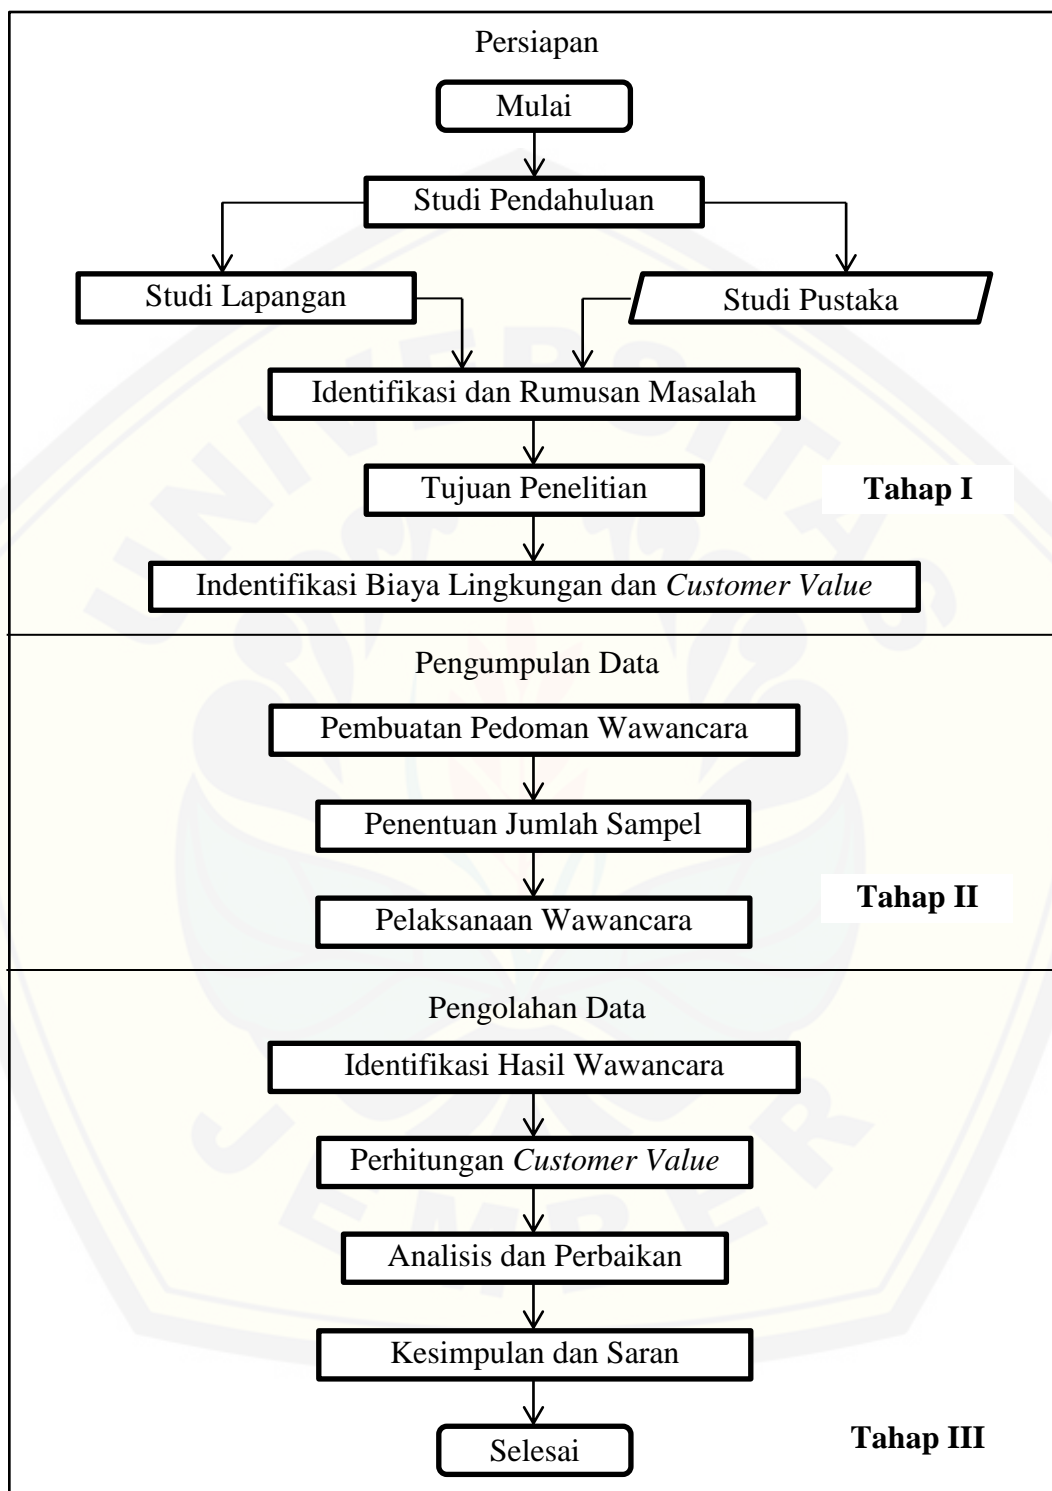 Persiapan
Mulai
Studi Pendahuluan
Studi Lapangan
Studi Pustaka
Identifikasi dan Rumusan Masalah
Tujuan Penelitian
Tahap I
Indentifikasi Biaya Lingkungan dan Customer Value
Pengumpulan Data
Pembuatan Pedoman Wawancara
Penentuan Jumlah Sampel
Tahap II
Pelaksanaan Wawancara
Pengolahan Data
Identifikasi Hasil Wawancara
Perhitungan Customer Value
Analisis dan Perbaikan
Kesimpulan dan Saran
Tahap III
Selesai
UNIVERSITAS
JEMBER